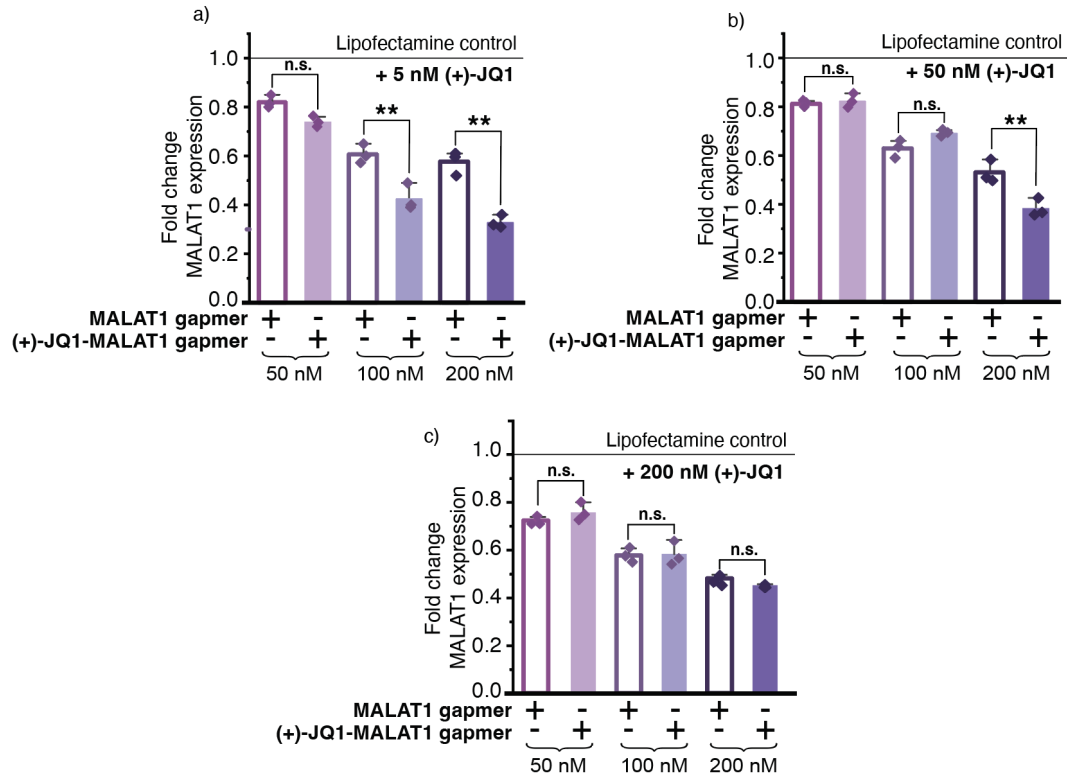 a)
Lipofectamine control
+ 5 nM (+)-JQ1
n.s.
**
**
Fold change
MALAT1 expression
1.0
0.8
0.6
0.4
0.2
0.0
MALAT1 gapmer + - + - + -
(+)-JQ1-MALAT1 gapmer - + - + - +
50 nM 100 nM 200 nM
b)
Lipofectamine control
+ 50 nM (+)-JQ1
n.s.
n.s.
**
Fold change
MALAT1 expression
1.0
0.8
0.6
0.4
0.2
0.0
MALAT1 gapmer + - + - + -
(+)-JQ1-MALAT1 gapmer - + - + - +
50 nM 100 nM 200 nM
c)
Lipofectamine control
+ 200 nM (+)-JQ1
n.s.
n.s.
n.s.
Fold change
MALAT1 expression
1.0
0.8
0.6
0.4
0.2
0.0
MALAT1 gapmer + - + - + -
(+)-JQ1-MALAT1 gapmer - + - + - +
50 nM 100 nM 200 nM